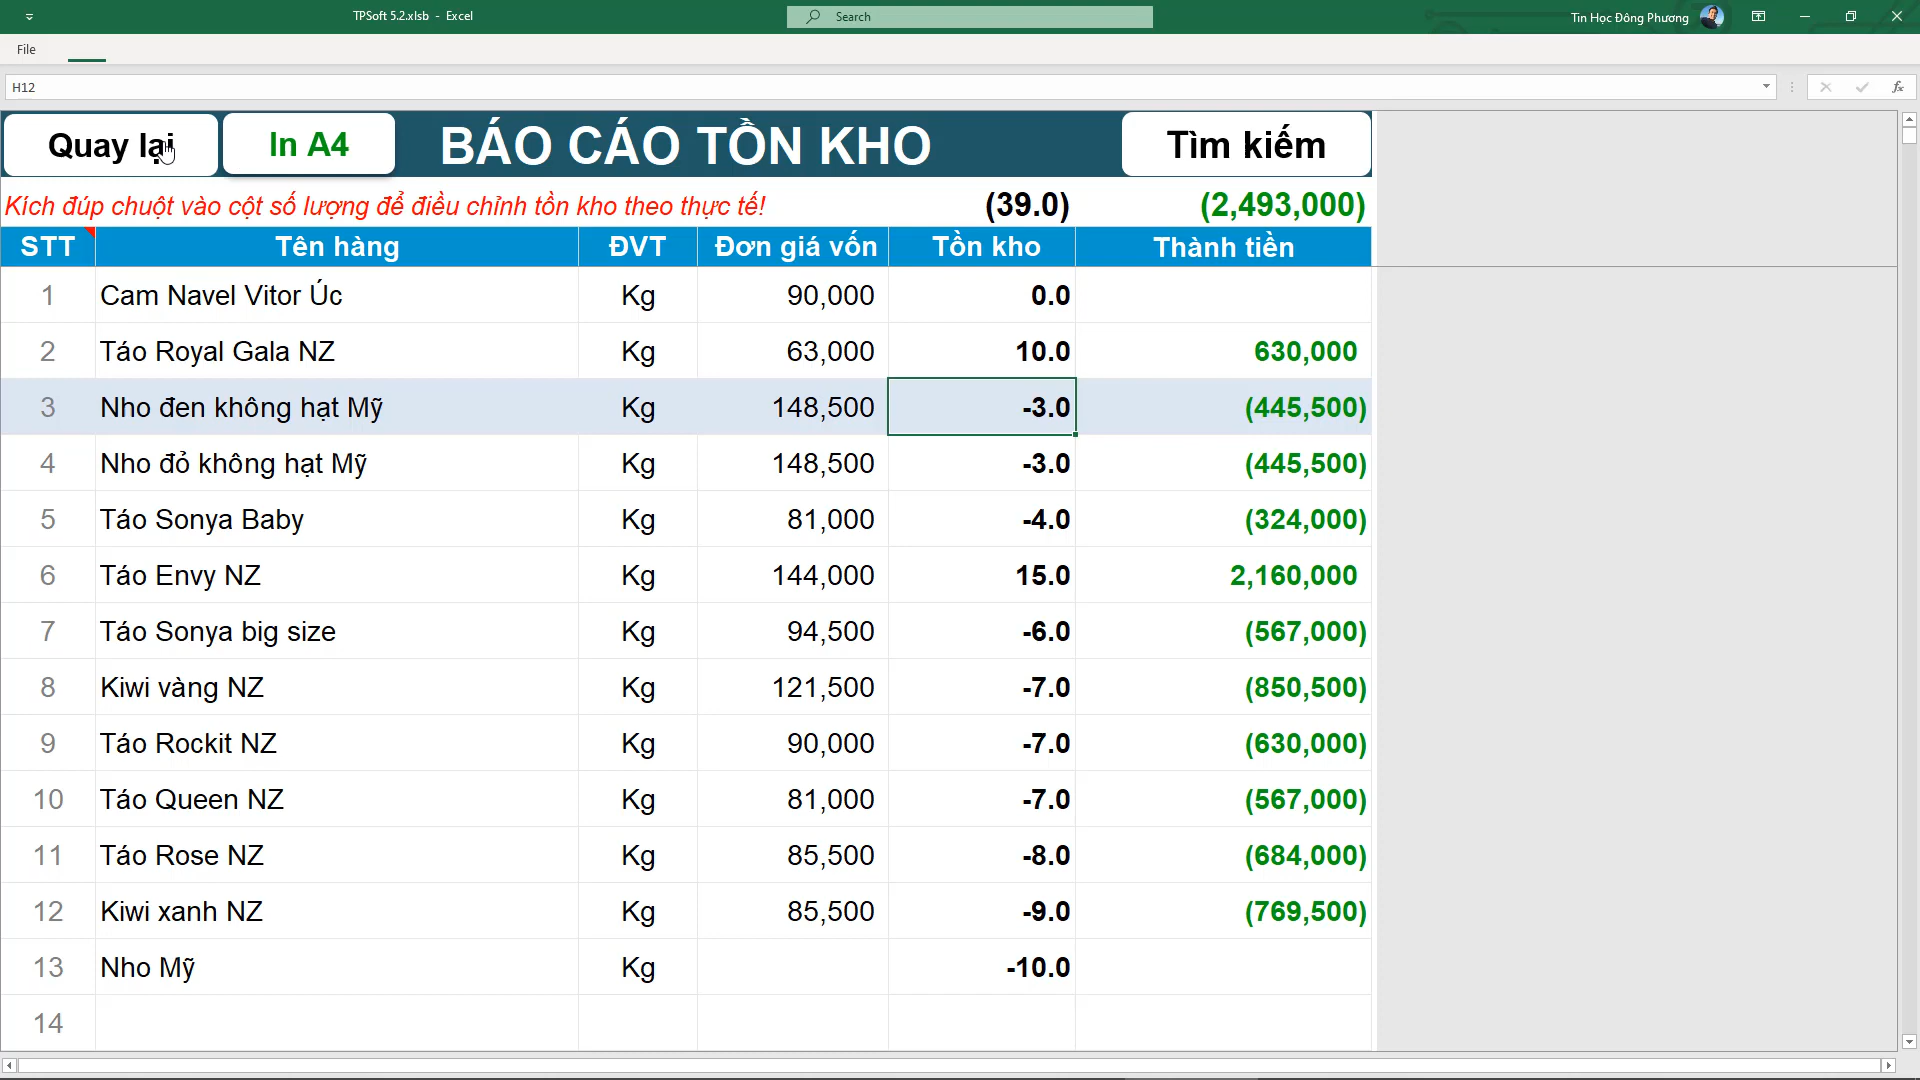 TPSoft 5.2.xlsb - Excel
Search
Tin Học Đông Phương
File
H12
fx
Quay lại
In A4
BÁO CÁO TỒN KHO
Tìm kiếm
Kích đúp chuột vào cột số lượng để điều chỉnh tồn kho theo thực tế! (39.0) (2,493,000)
STT Tên hàng ĐVT Đơn giá vốn Tồn kho Thành tiền
1 Cam Navel Vitor Úc Kg 90,000 0.0
2 Táo Royal Gala NZ Kg 63,000 10.0 630,000
3 Nho đen không hạt Mỹ Kg 148,500 -3.0 (445,500)
4 Nho đỏ không hạt Mỹ Kg 148,500 -3.0 (445,500)
5 Táo Sonya Baby Kg 81,000 -4.0 (324,000)
6 Táo Envy NZ Kg 144,000 15.0 2,160,000
7 Táo Sonya big size Kg 94,500 -6.0 (567,000)
8 Kiwi vàng NZ Kg 121,500 -7.0 (850,500)
9 Táo Rockit NZ Kg 90,000 -7.0 (630,000)
10 Táo Queen NZ Kg 81,000 -7.0 (567,000)
11 Táo Rose NZ Kg 85,500 -8.0 (684,000)
12 Kiwi xanh NZ Kg 85,500 -9.0 (769,500)
13 Nho Mỹ Kg -10.0
14